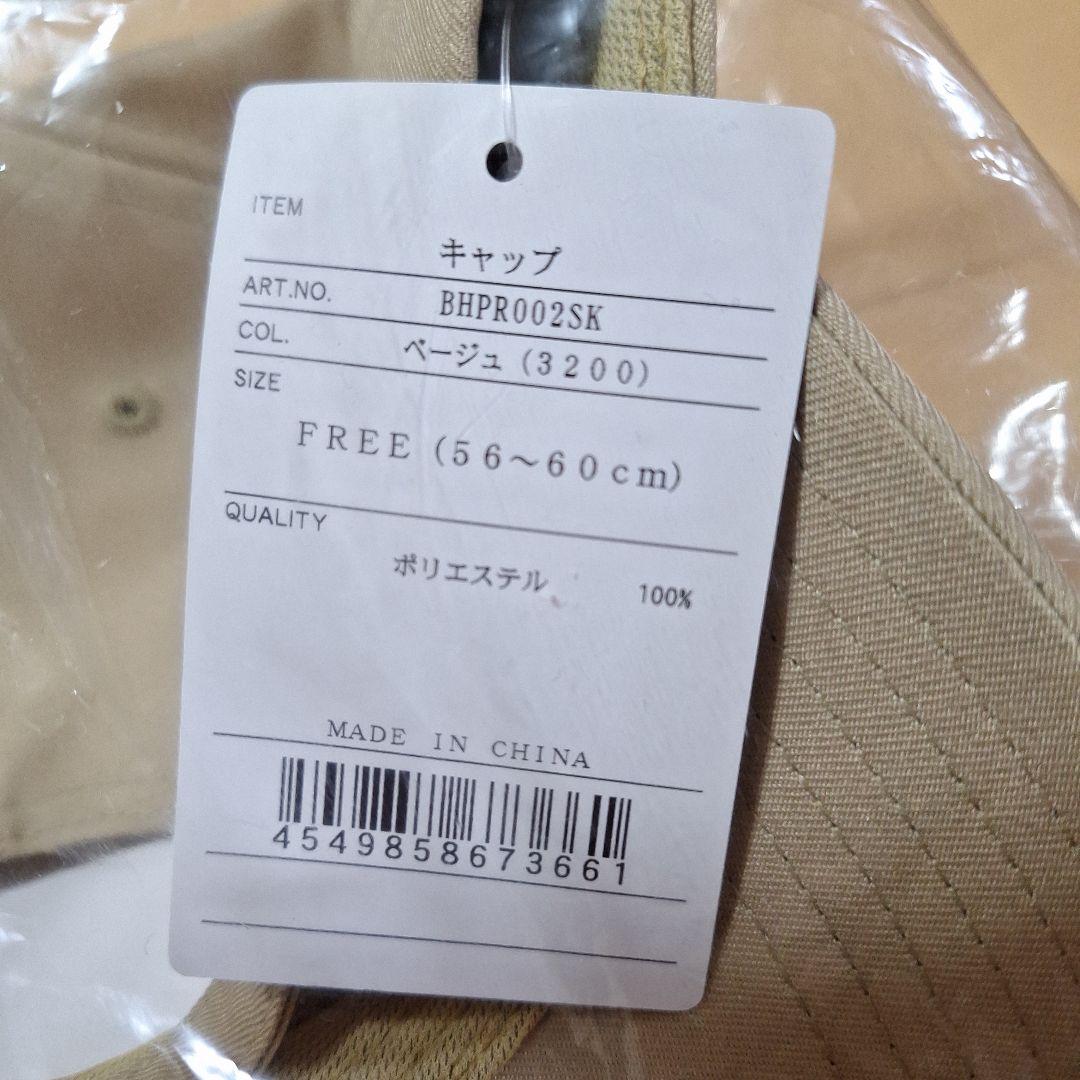 ITEM
キャップ
ART.NO. BHPR002SK
COL. ベージュ（3200）
SIZE
FREE（56～60cm）
QUALITY
ポリエステル 100%
MADE IN CHINA
4549858673661